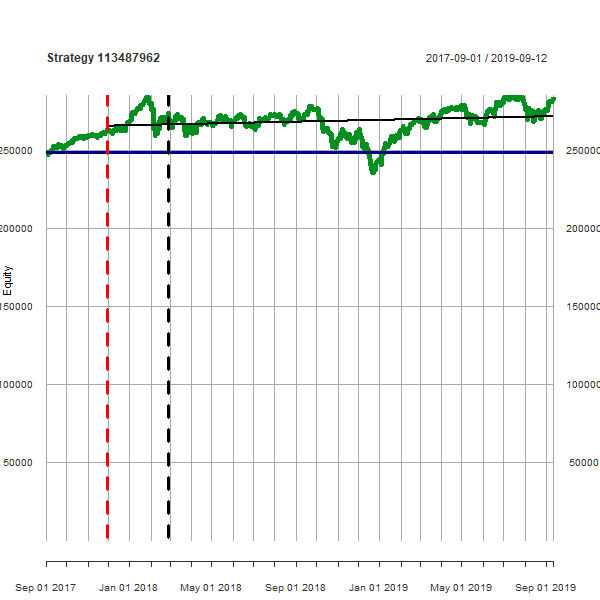 Strategy 113487962
2017-09-01 / 2019-09-12
250000
250000
200000
200000
Equity
150000
150000
100000
100000
50000
50000
Sep 01 2017
Jan 01 2018
May 01 2018
Sep 01 2018
Jan 01 2019
May 01 2019
Sep 01 2019